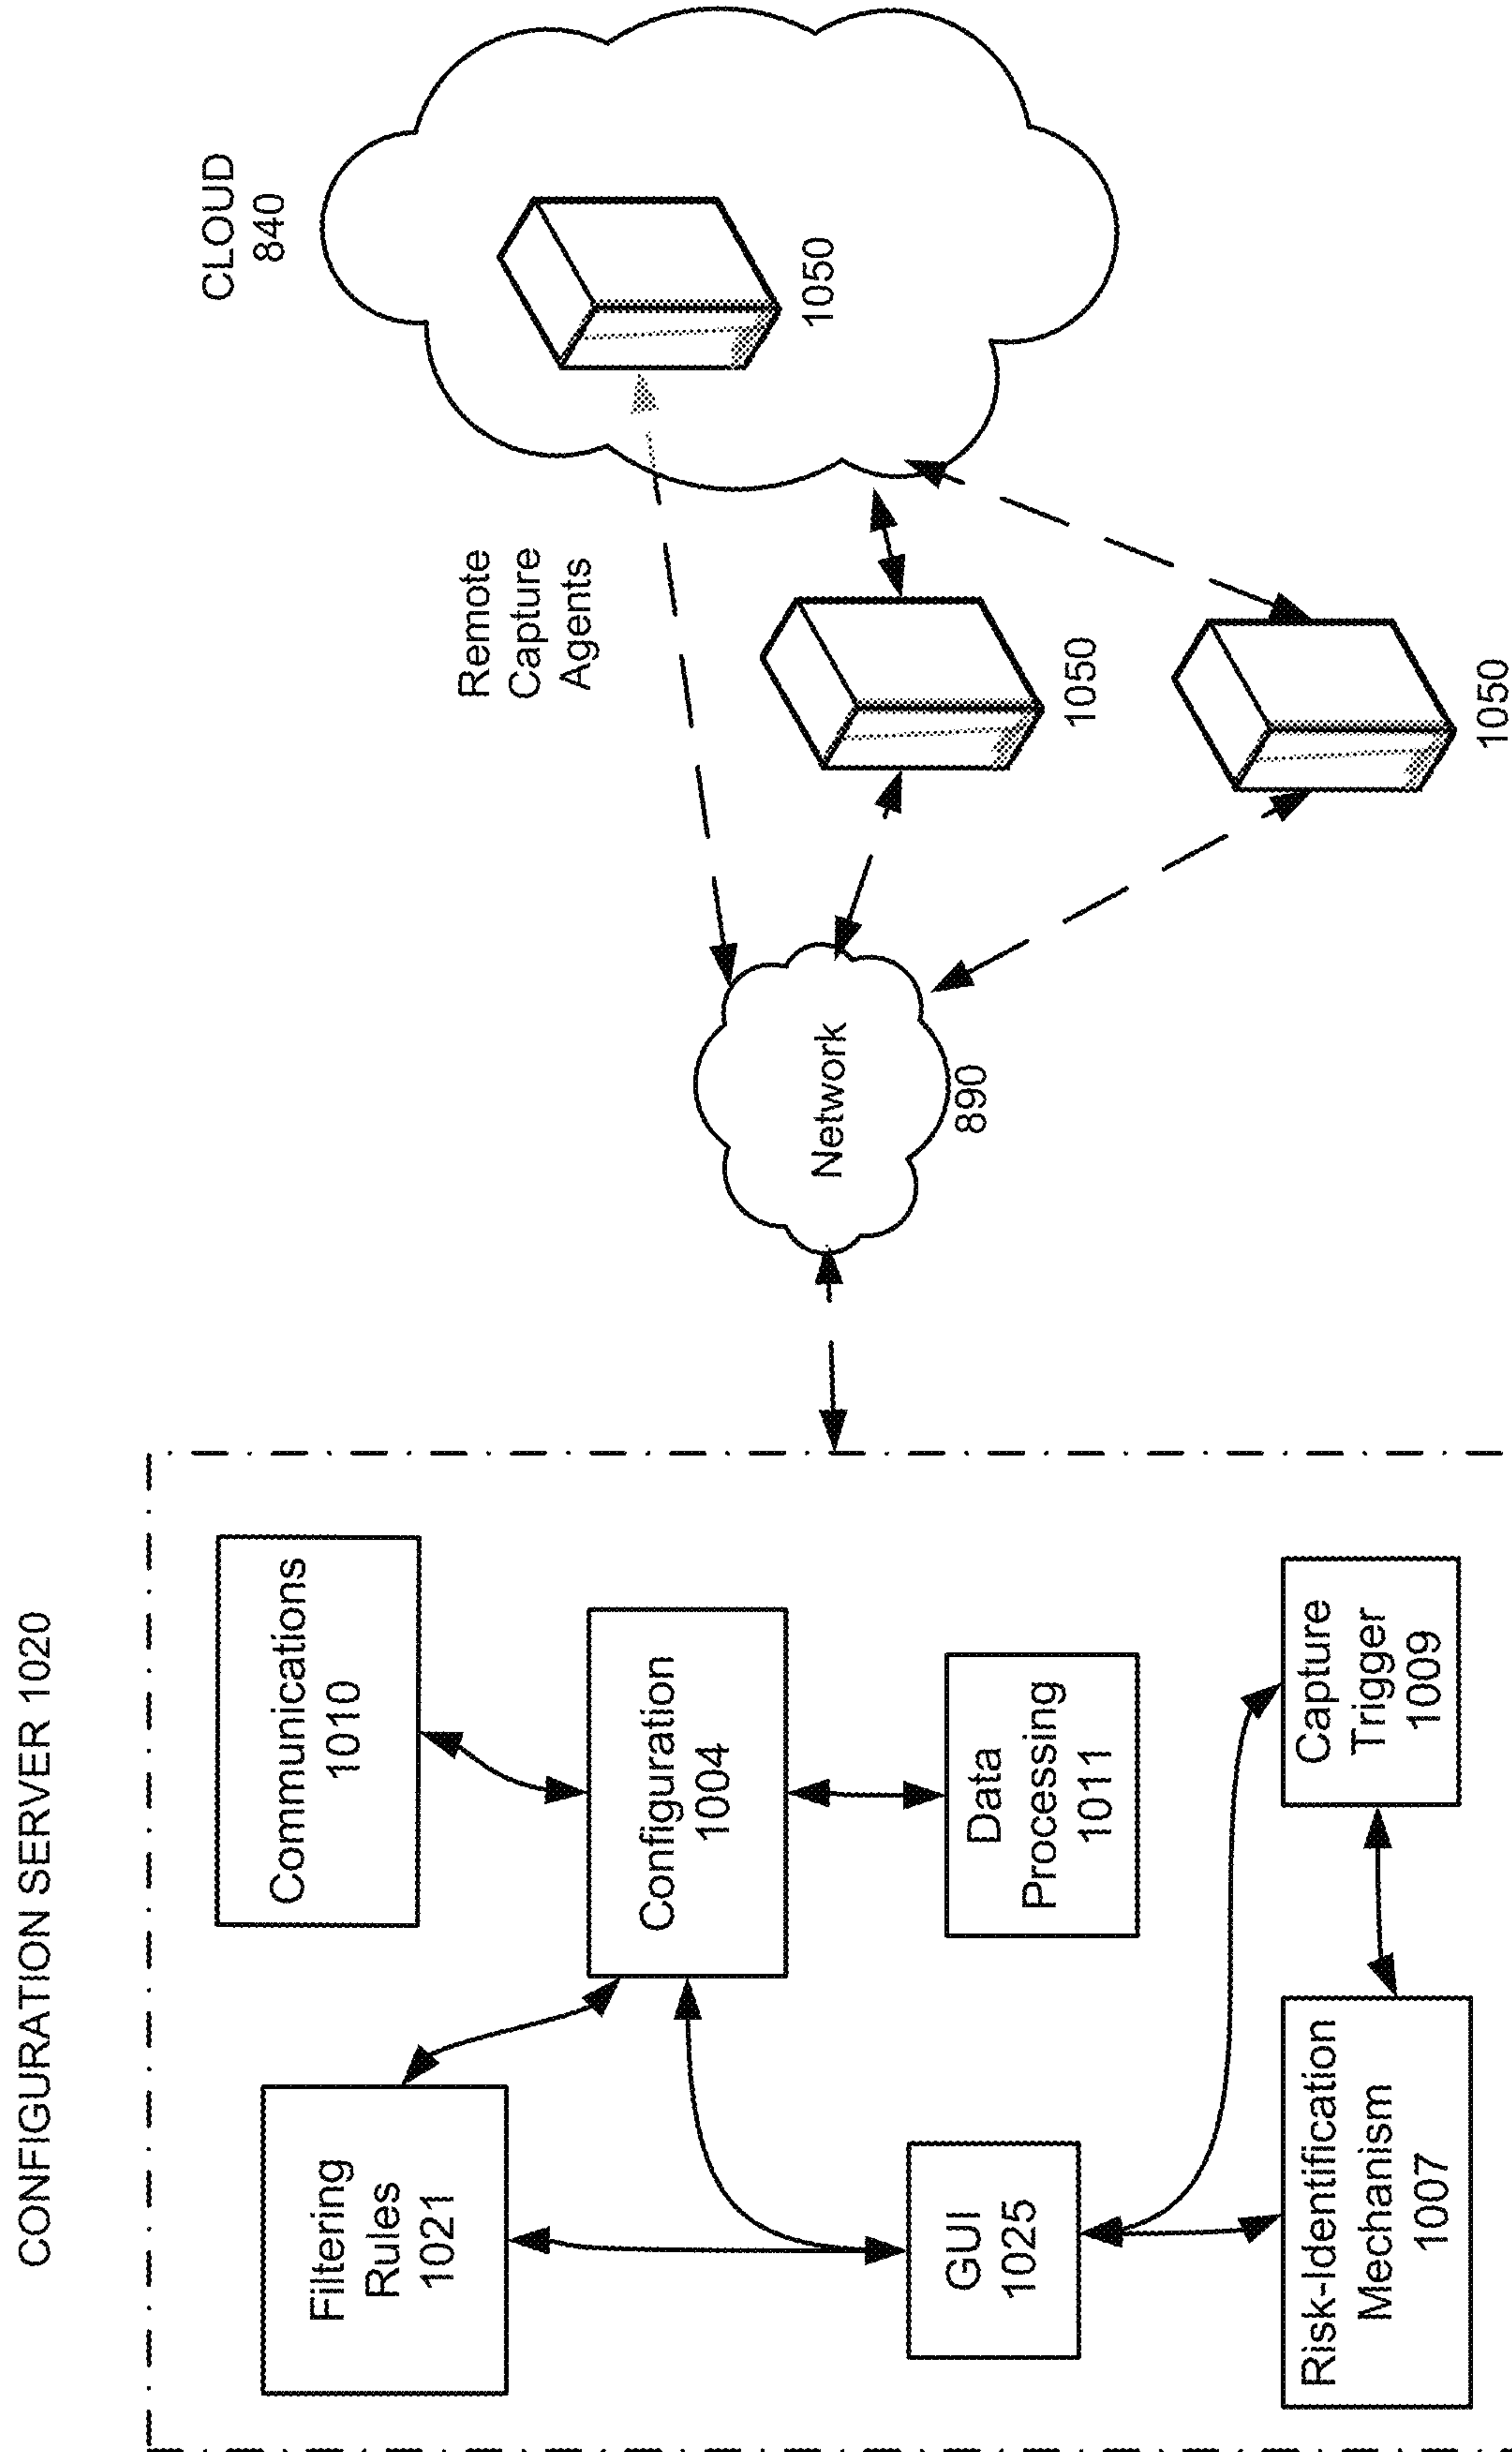 CONFIGURATION SERVER 1020
Filtering
Rules
1021
Communications
1010
Configuration
1004
GUI
1025
Data
Processing
1011
Risk-Identification
Mechanism
1007
Capture
Trigger
1009
Network
890
Remote
Capture
Agents
1050
1050
CLOUD
840
1050